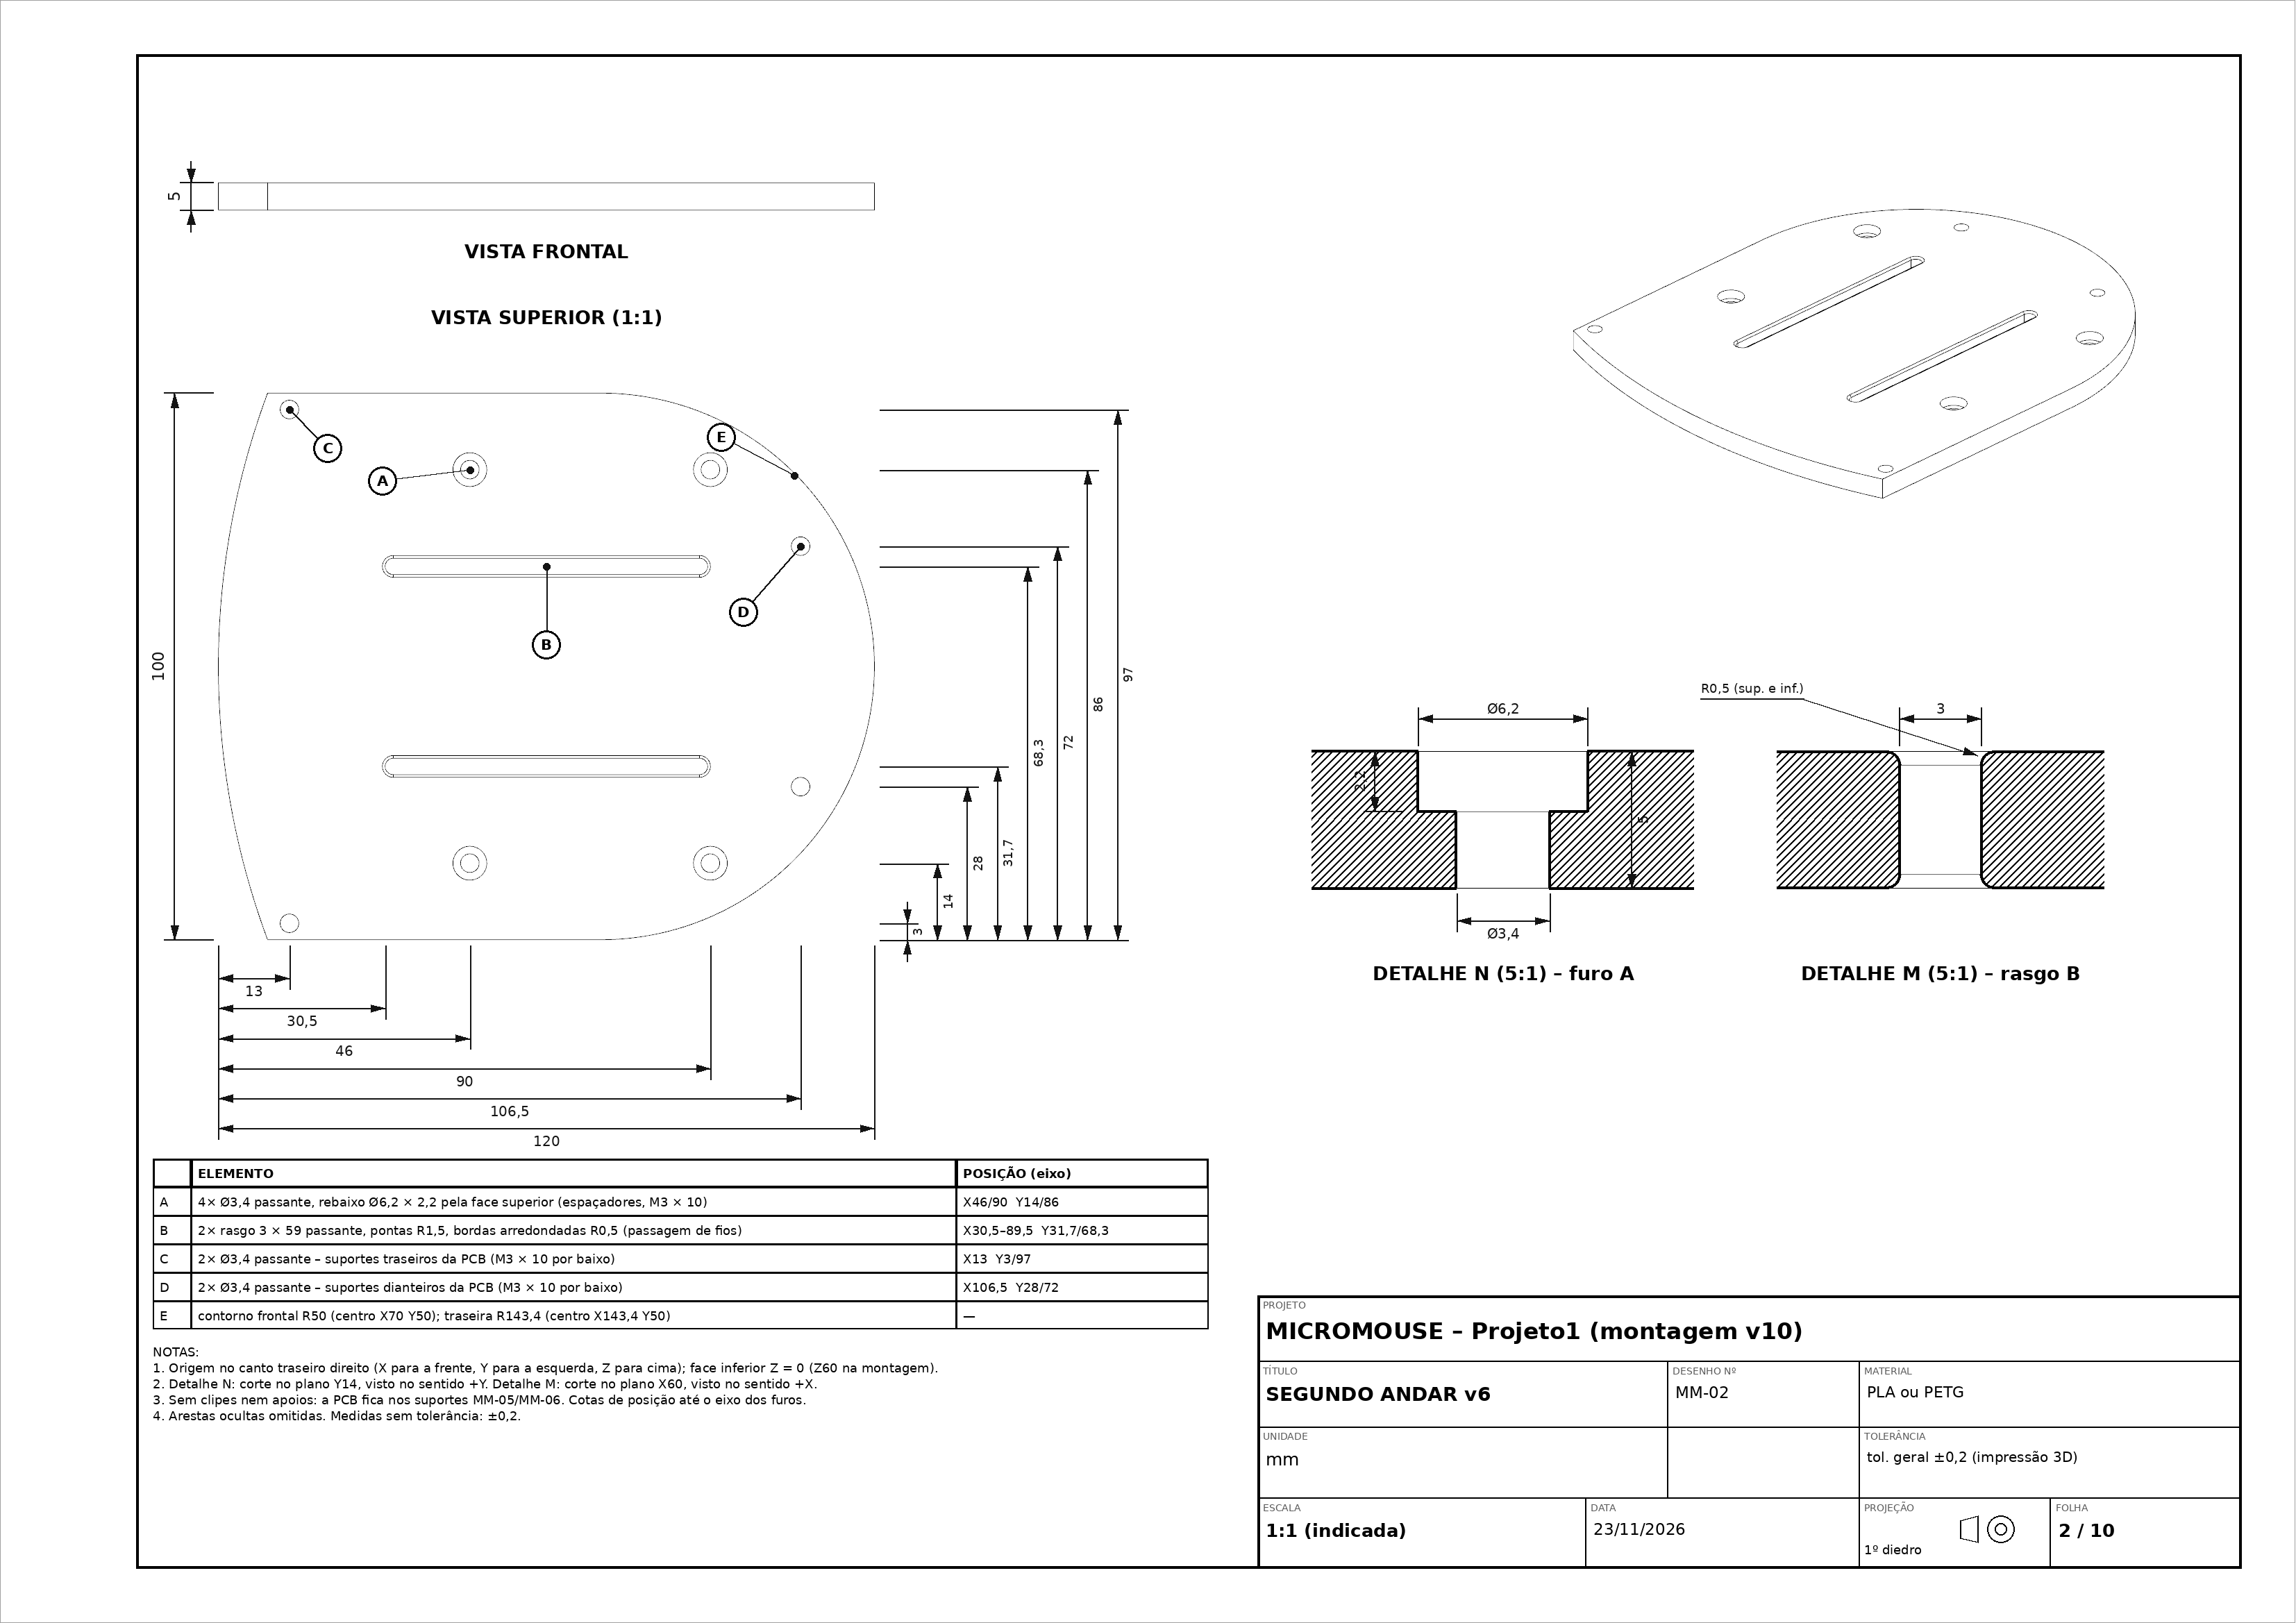 5
VISTA FRONTAL
VISTA SUPERIOR (1:1)
C
E
A
D
B
100
97
86
72
68,3
31,7
28
14
3
13
30,5
46
90
106,5
120
R0,5 (sup. e inf.)
Ø6,2
3
2,2
5
Ø3,4
DETALHE N (5:1) – furo A
DETALHE M (5:1) – rasgo B
ELEMENTO POSIÇÃO (eixo)
A 4× Ø3,4 passante, rebaixo Ø6,2 × 2,2 pela face superior (espaçadores, M3 × 10) X46/90 Y14/86
B 2× rasgo 3 × 59 passante, pontas R1,5, bordas arredondadas R0,5 (passagem de fios) X30,5–89,5 Y31,7/68,3
C 2× Ø3,4 passante – suportes traseiros da PCB (M3 × 10 por baixo) X13 Y3/97
D 2× Ø3,4 passante – suportes dianteiros da PCB (M3 × 10 por baixo) X106,5 Y28/72
E contorno frontal R50 (centro X70 Y50); traseira R143,4 (centro X143,4 Y50) —
NOTAS:
1. Origem no canto traseiro direito (X para a frente, Y para a esquerda, Z para cima); face inferior Z = 0 (Z60 na montagem).
2. Detalhe N: corte no plano Y14, visto no sentido +Y. Detalhe M: corte no plano X60, visto no sentido +X.
3. Sem clipes nem apoios: a PCB fica nos suportes MM-05/MM-06. Cotas de posição até o eixo dos furos.
4. Arestas ocultas omitidas. Medidas sem tolerância: ±0,2.
PROJETO
MICROMOUSE – Projeto1 (montagem v10)
TÍTULO
SEGUNDO ANDAR v6
DESENHO Nº
MM-02
MATERIAL
PLA ou PETG
UNIDADE
mm
TOLERÂNCIA
tol. geral ±0,2 (impressão 3D)
ESCALA
1:1 (indicada)
DATA
23/11/2026
PROJEÇÃO
1º diedro
FOLHA
2 / 10